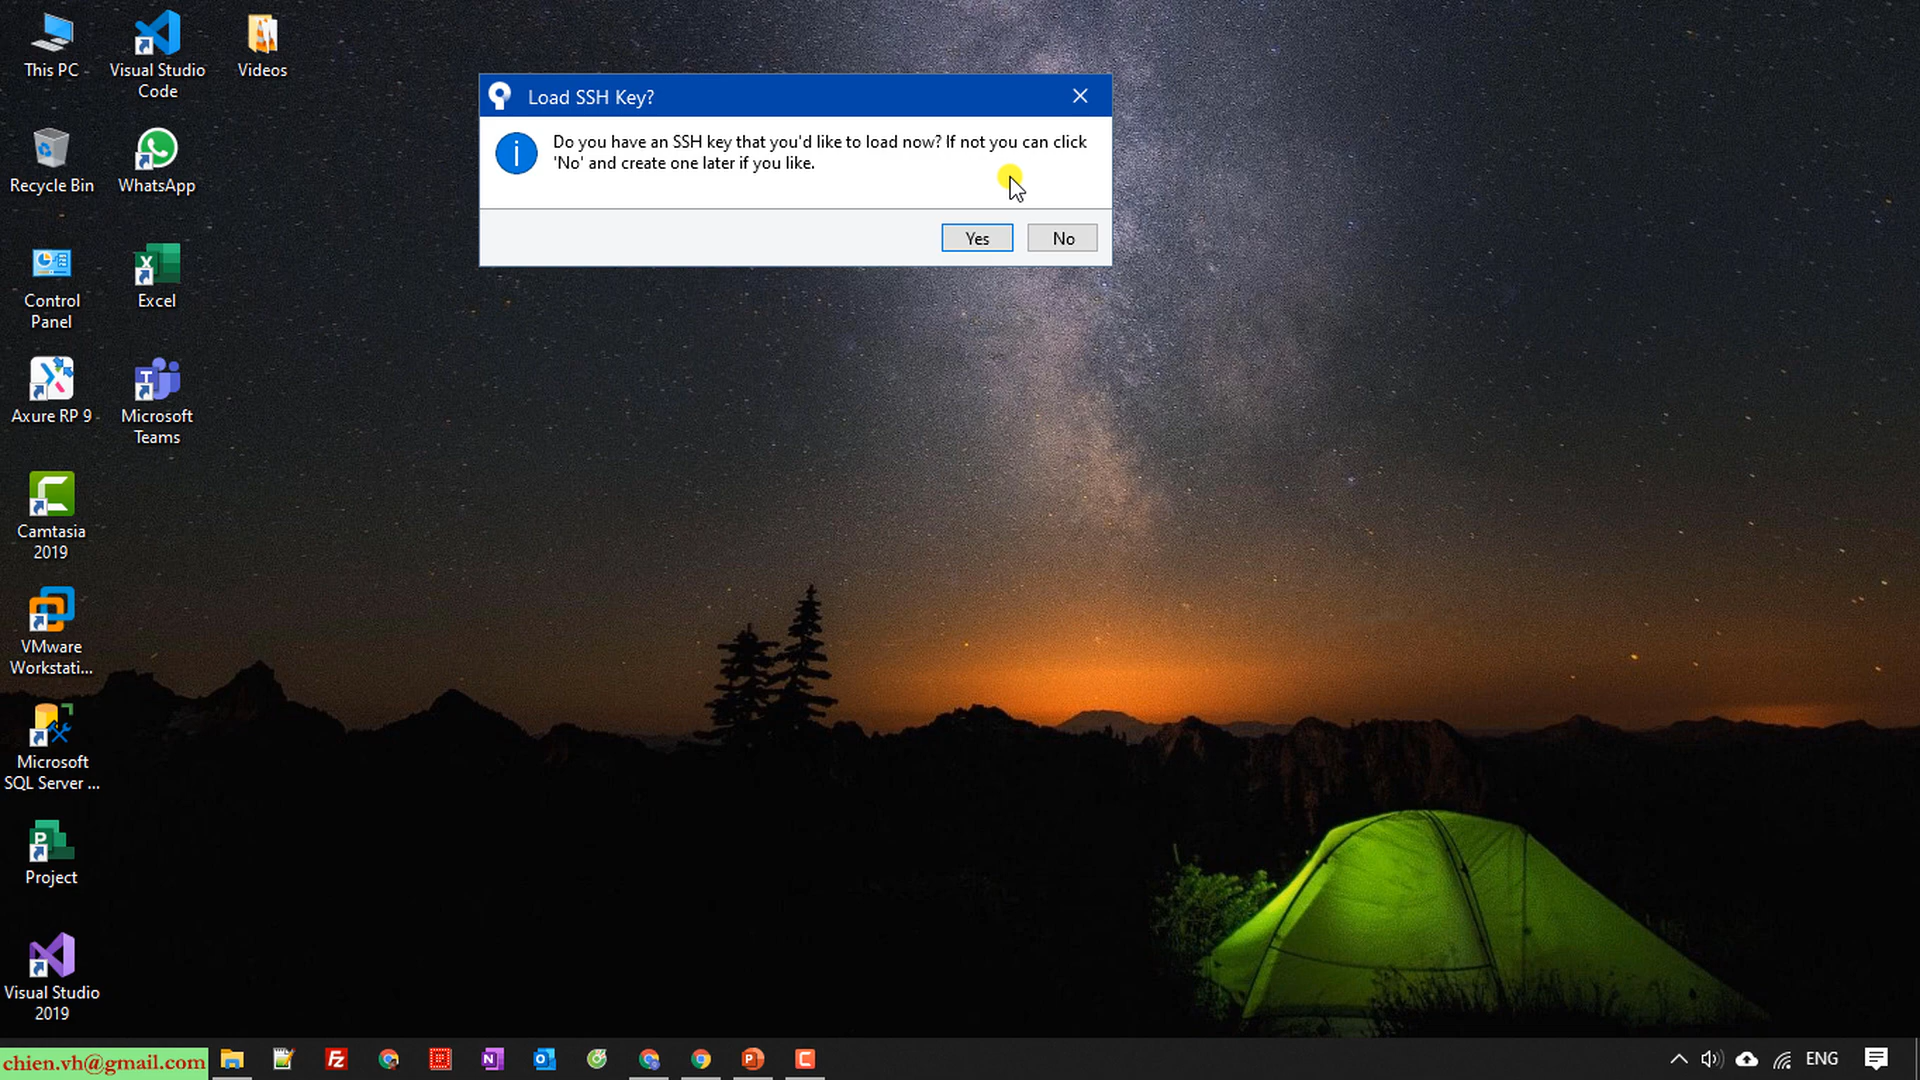 This PC
Visual Studio
Code
Videos
Recycle Bin
WhatsApp
Control
Panel
Excel
Axure RP 9
Microsoft
Teams
Camtasia
2019
VMware
Workstati...
Microsoft
SQL Server ...
Project
Visual Studio
2019
Load SSH Key?
Do you have an SSH key that you'd like to load now? If not you can click
'No' and create one later if you like.
Yes
No
chien.vh@gmail.com
ENG